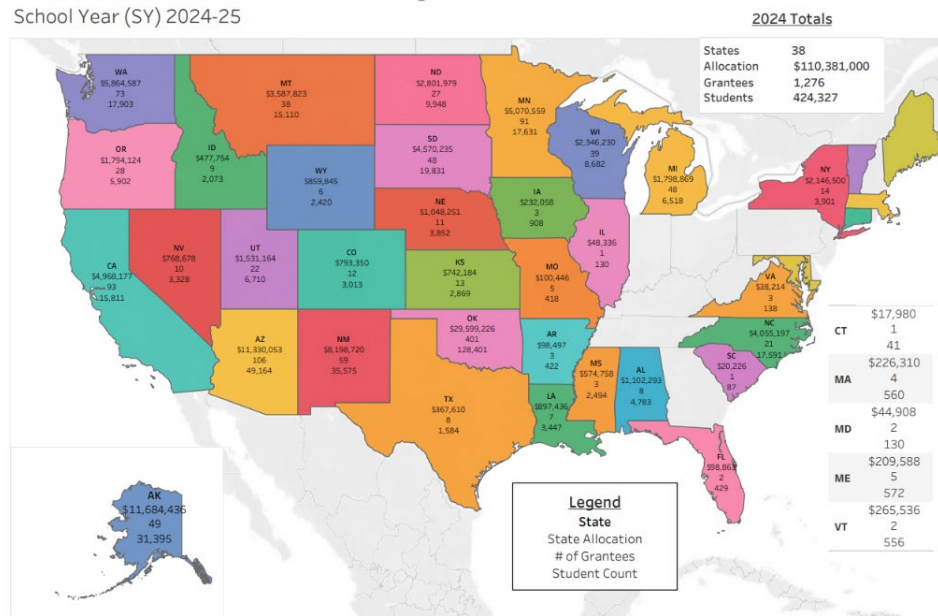 School Year (SY) 2024-25
2024 Totals
States 38
Allocation $110,381,000
Grantees 1,276
Students 424,327
WA
$5,864,587
73
17,903
MT
$3,587,823
38
15,110
ND
$2,801,979
27
9,948
MN
$5,070,559
91
17,631
OR
$1,794,124
28
5,902
ID
$477,754
9
2,073
WY
$859,845
6
2,420
SD
$4,570,235
48
19,831
WI
$2,346,230
39
8,682
MI
$1,798,869
48
6,518
NY
$2,146,500
14
3,901
NE
$1,048,251
11
3,852
IA
$232,058
3
908
IL
$48,336
1
130
CA
$4,968,177
93
15,811
NV
$768,678
10
3,328
UT
$1,531,164
22
6,710
CO
$793,350
12
3,013
KS
$742,184
13
2,869
MO
$100,446
5
418
VA
$38,214
3
138
AZ
$11,330,053
106
49,164
NM
$8,198,720
59
35,575
OK
$29,599,226
401
128,401
AR
$98,497
3
422
NC
$4,055,197
21
17,591
SC
$20,226
1
87
TX
$367,610
8
1,584
LA
$897,436
7
3,447
MS
$574,758
3
2,494
AL
$1,102,293
8
4,783
FL
$98,863
2
429
AK
$11,684,436
49
31,395
CT
$17,980
1
41
MA
$226,310
4
560
MD
$44,908
2
130
ME
$209,588
5
572
VT
$265,536
2
556
Legend
State
State Allocation
# of Grantees
Student Count